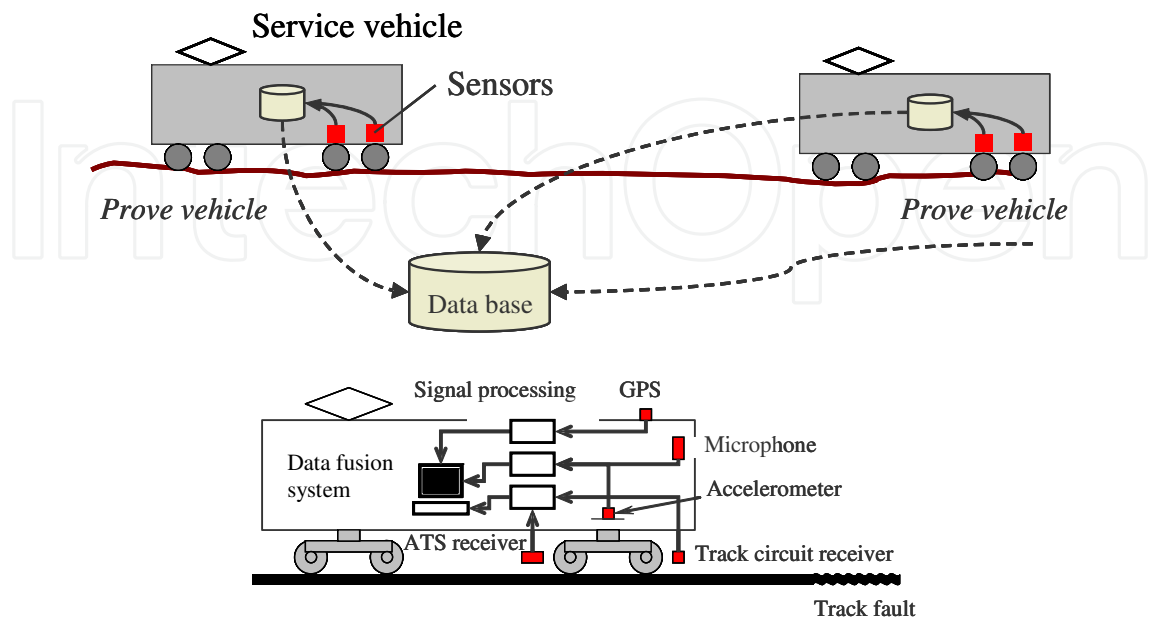 Service vehicle
Sensors
IntechOpen
Prove vehicle
Prove vehicle
Data base
Signal processing
GPS
Microphone
Data fusion
system
Accelerometer
ATS receiver
Track circuit receiver
Track fault